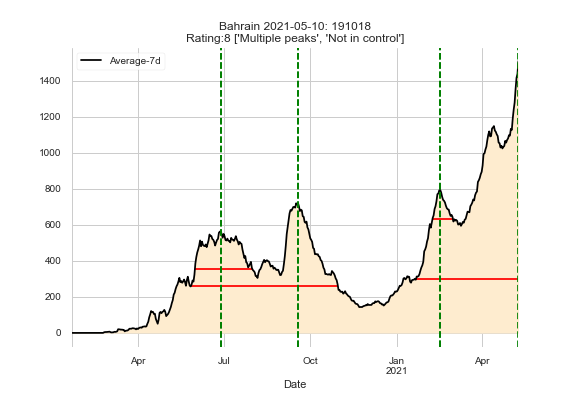 Bahrain 2021-05-10: 191018
Rating:8 ['Multiple peaks', 'Not in control']
Average-7d
1400
1200
1000
800
600
400
200
0
Apr
Jul
Oct
Jan
2021
Apr
Date